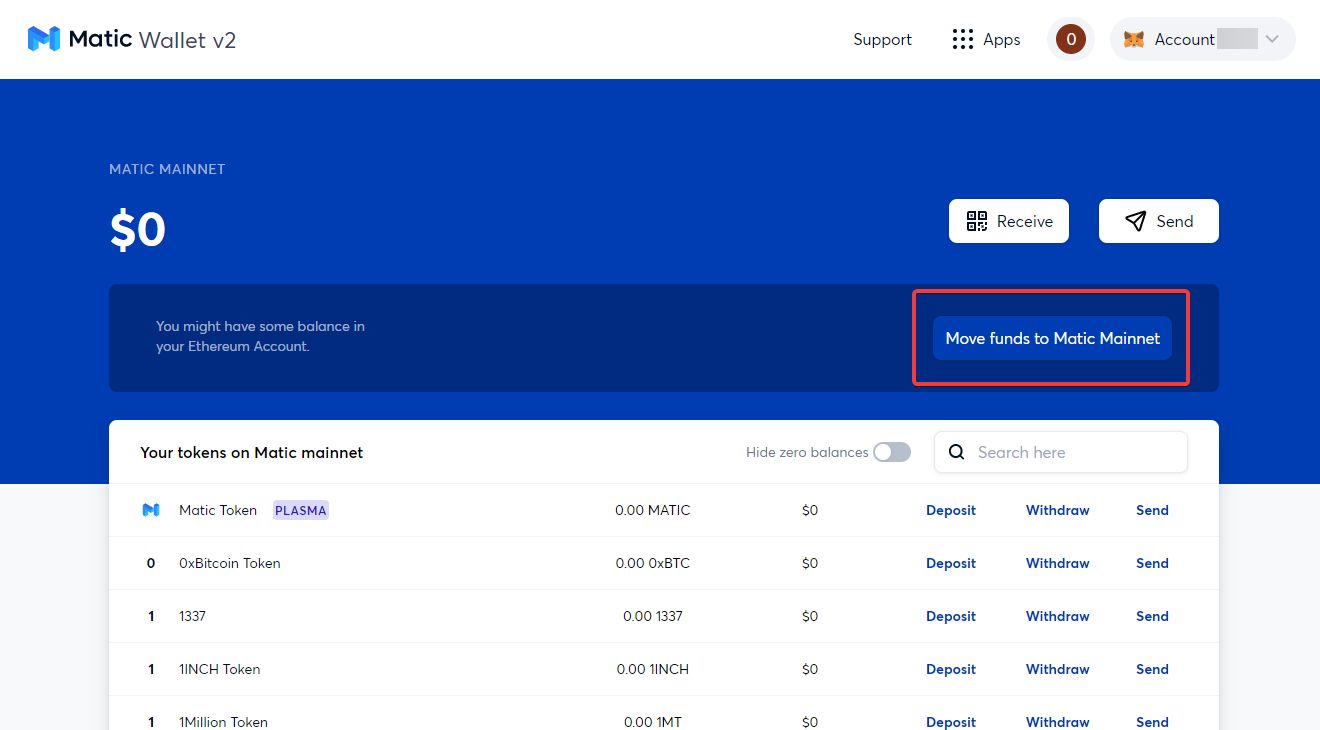 Matic Wallet v2
Support
Apps
0
Account
MATIC MAINNET
$0
Receive
Send
You might have some balance in
your Ethereum Account.
Move funds to Matic Mainnet
Your tokens on Matic mainnet
Hide zero balances
Search here
Matic Token PLASMA 0.00 MATIC $0 Deposit Withdraw Send
0 0xBitcoin Token 0.00 0xBTC $0 Deposit Withdraw Send
1 1337 0.00 1337 $0 Deposit Withdraw Send
1 1INCH Token 0.00 1INCH $0 Deposit Withdraw Send
1 1Million Token 0.00 1MT $0 Deposit Withdraw Send